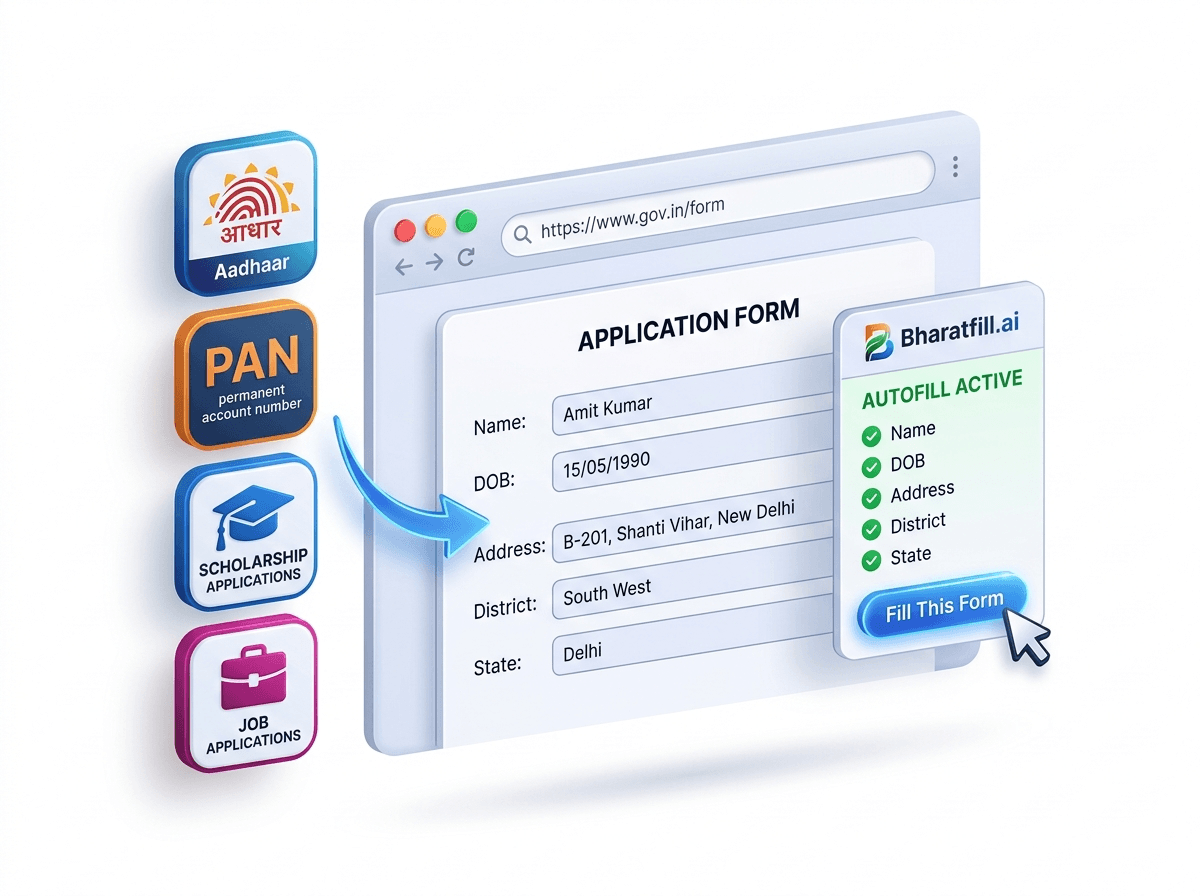 आधार
Aadhaar
PAN
permanent
account number
SCHOLARSHIP
APPLICATIONS
JOB
APPLICATIONS
https://www.gov.in/form
APPLICATION FORM
Name: Amit Kumar
DOB: 15/05/1990
Address: B-201, Shanti Vihar, New Delhi
District: South West
State: Delhi
Bharatfill.ai
AUTOFILL ACTIVE
Name
DOB
Address
District
State
Fill This Form